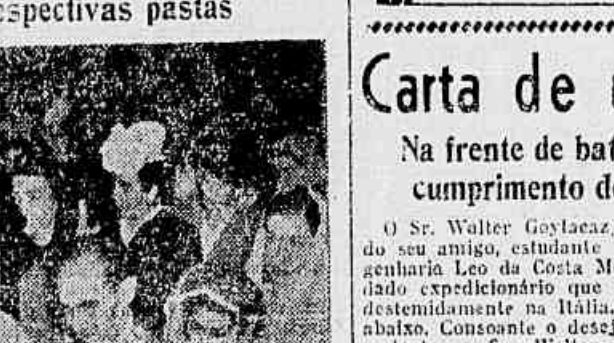 espectivas pastas
Carta de
Na frente de bat
cumprimento d
O Sr. Walter Goylacaz,
do seu amigo, estudante
genharia Leo da Costa M
dado expedicionário que
destemidamente na Itália,
abaixo. Consoante o desej